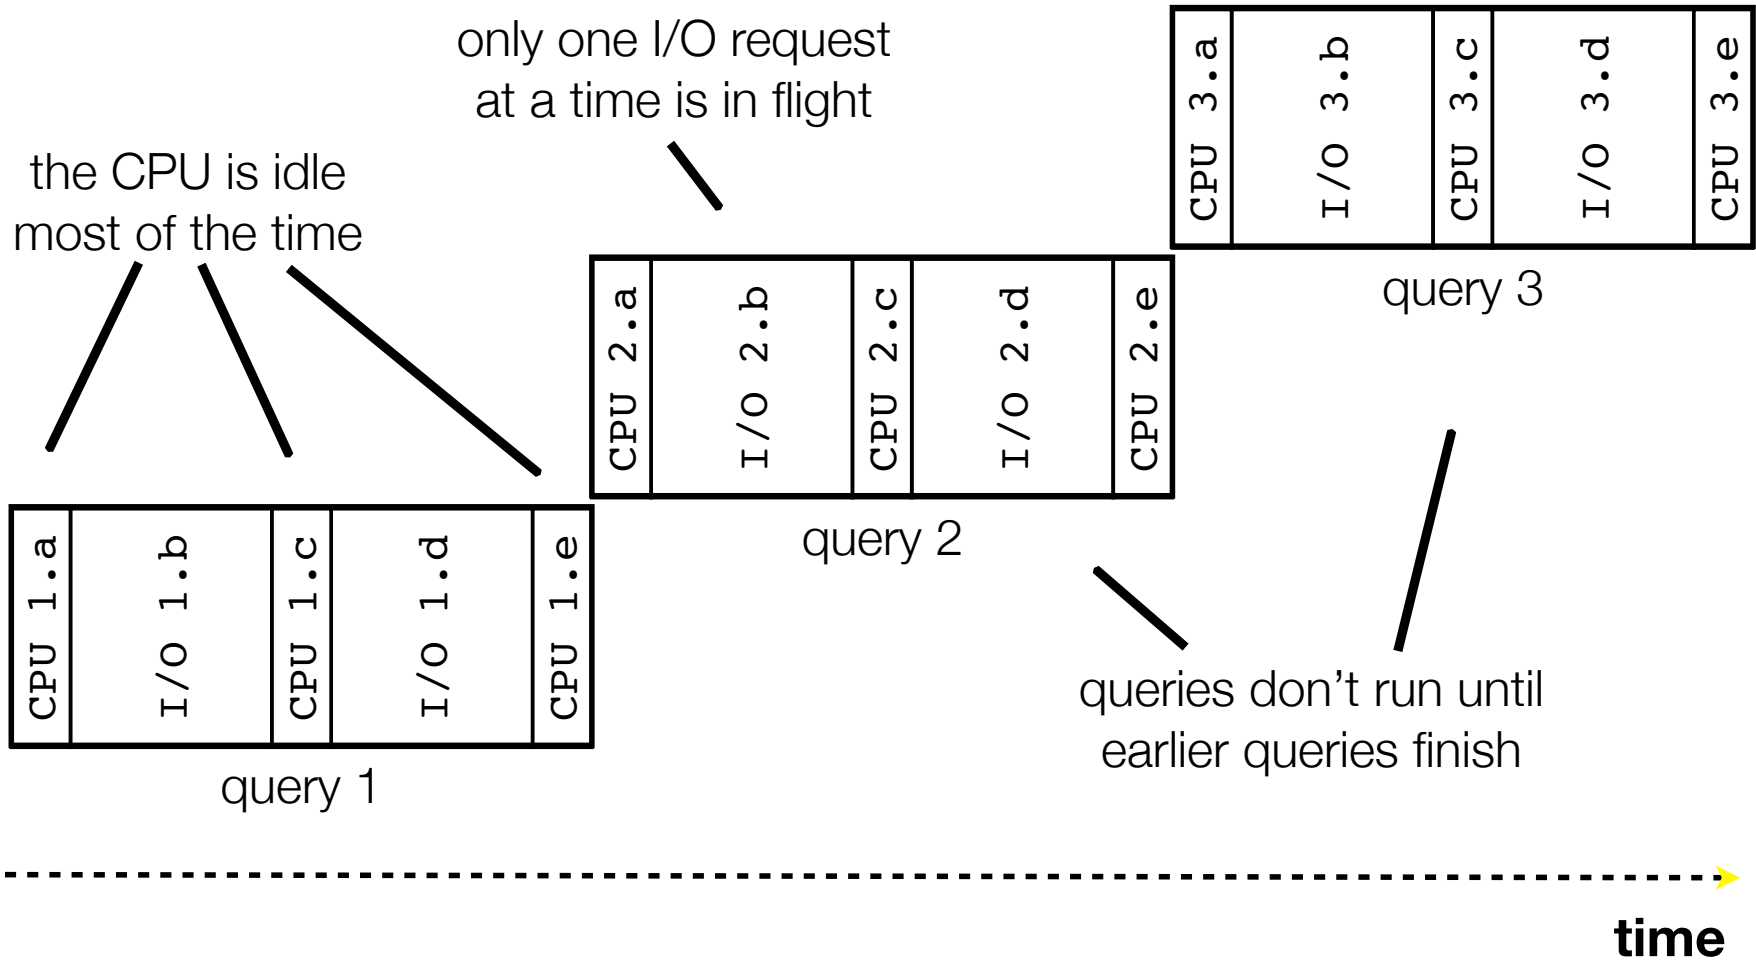 only one I/O request
at a time is in flight
the CPU is idle
most of the time
CPU 3.a
I/O 3.b
CPU 3.c
I/O 3.d
CPU 3.e
query 3
CPU 2.a
I/O 2.b
CPU 2.c
I/O 2.d
CPU 2.e
query 2
CPU 1.a
I/O 1.b
CPU 1.c
I/O 1.d
CPU 1.e
query 1
queries don’t run until
earlier queries finish
time